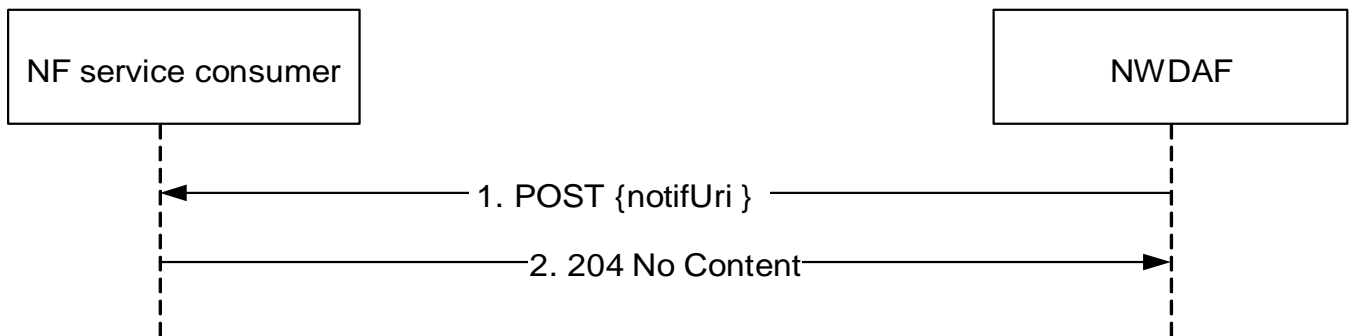 NF service consumer
NWDAF
1. POST {notifUri }
2. 204 No Content